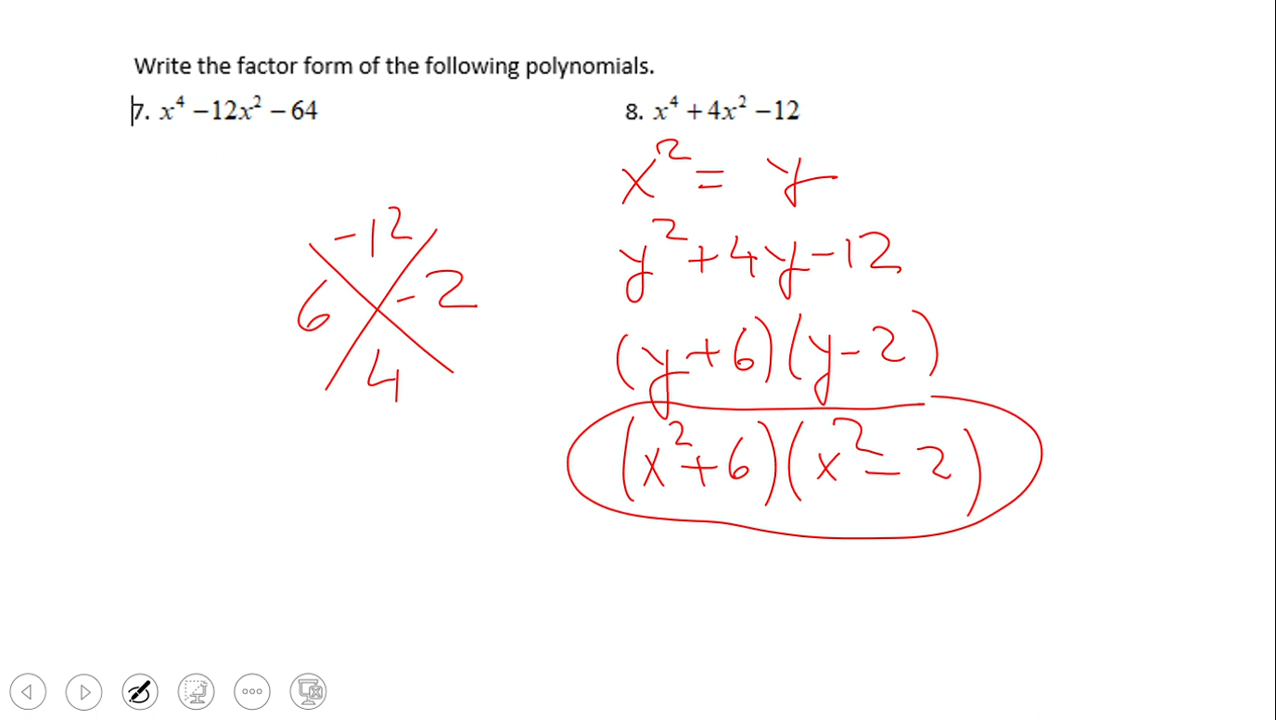 Write the factor form of the following polynomials.
7. x⁴ −12x² − 64
8. x⁴ +4x² −12
x² = y
y² + 4y − 12
(y + 6)(y − 2)
(x² + 6)(x² − 2)
−12
6 −2
4